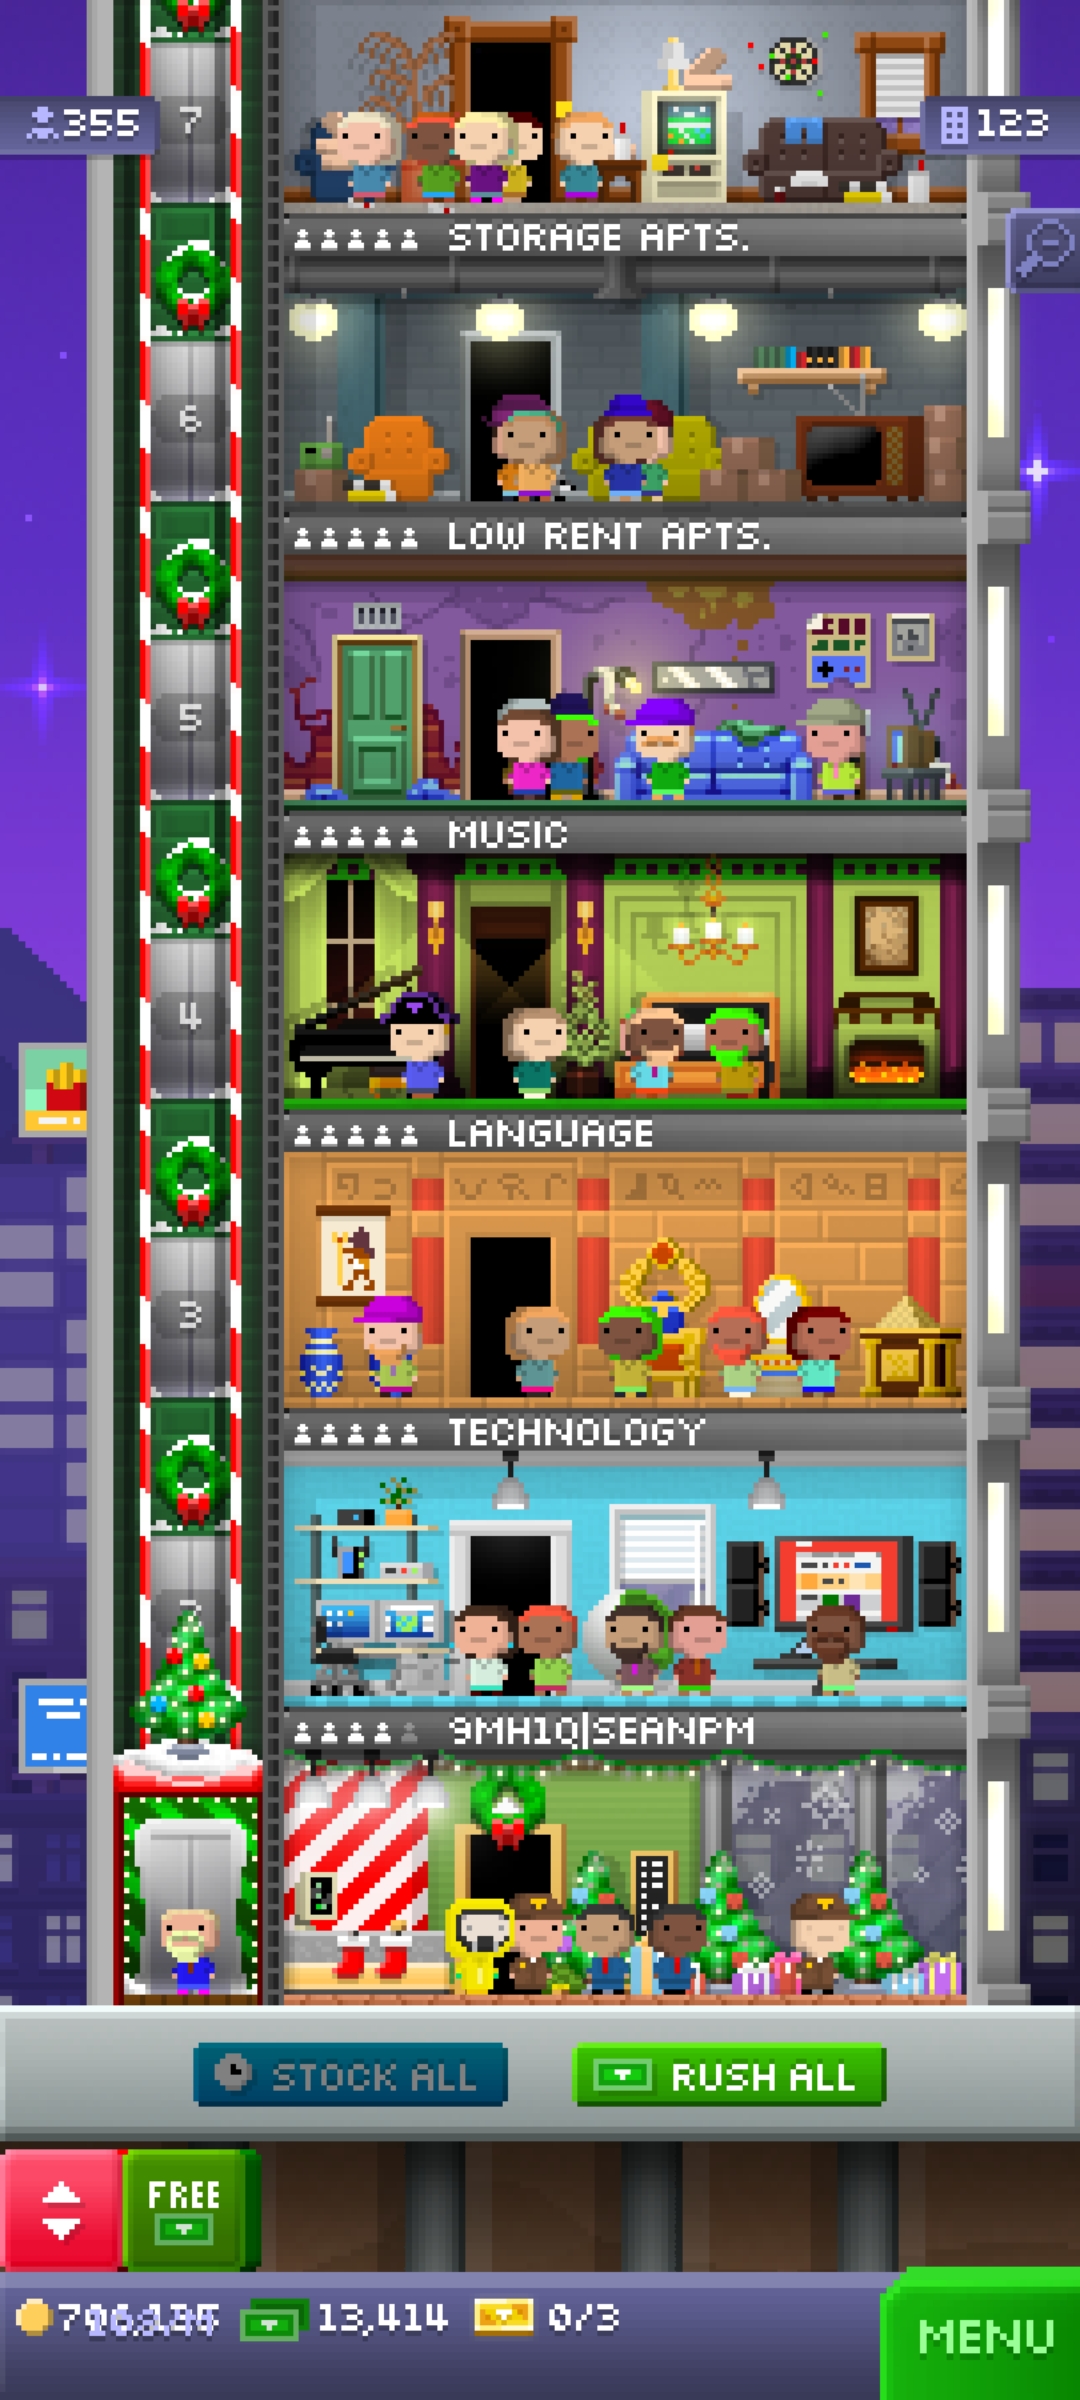 7
355
123
STORAGE APTS.
6
LOW RENT APTS.
5
MUSIC
4
LANGUAGE
3
TECHNOLOGY
9MH1Q|SEANPM
STOCK ALL
RUSH ALL
FREE
13,414
0/3
MENU